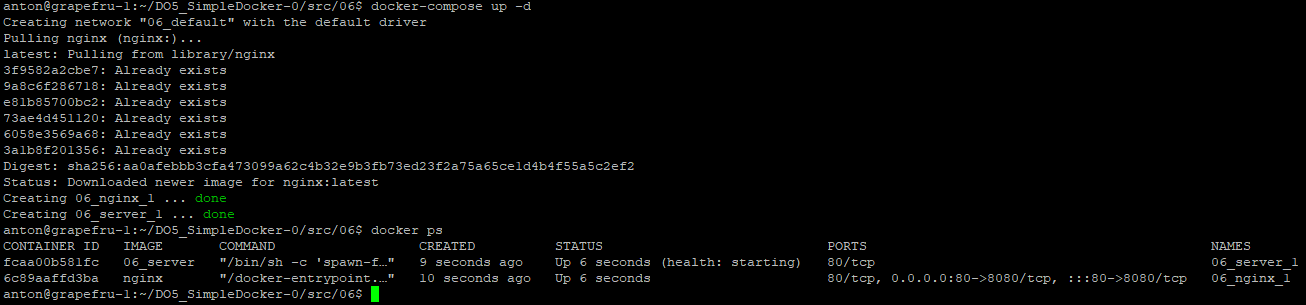 anton@grapefru-1:~/DO5_SimpleDocker-0/src/06$ docker-compose up -d
Creating network "06_default" with the default driver
Pulling nginx (nginx:)...
latest: Pulling from library/nginx
3f9582a2cbe7: Already exists
9a8c6f286718: Already exists
e81b85700bc2: Already exists
73ae4d451120: Already exists
6058e3569a68: Already exists
3a1b8f201356: Already exists
Digest: sha256:aa0afebbb3cfa473099a62c4b32e9b3fb73ed23f2a75a65ce1d4b4f55a5c2ef2
Status: Downloaded newer image for nginx:latest
Creating 06_nginx_1 ... done
Creating 06_server_1 ... done
anton@grapefru-1:~/DO5_SimpleDocker-0/src/06$ docker ps
CONTAINER ID IMAGE COMMAND CREATED STATUS PORTS NAMES
fcaa00b581fc 06_server "/bin/sh -c 'spawn-f…" 9 seconds ago Up 6 seconds (health: starting) 80/tcp 06_server_1
6c89aaffd3ba nginx "/docker-entrypoint.…" 10 seconds ago Up 6 seconds 80/tcp, 0.0.0.0:80->8080/tcp, :::80->8080/tcp 06_nginx_1
anton@grapefru-1:~/DO5_SimpleDocker-0/src/06$